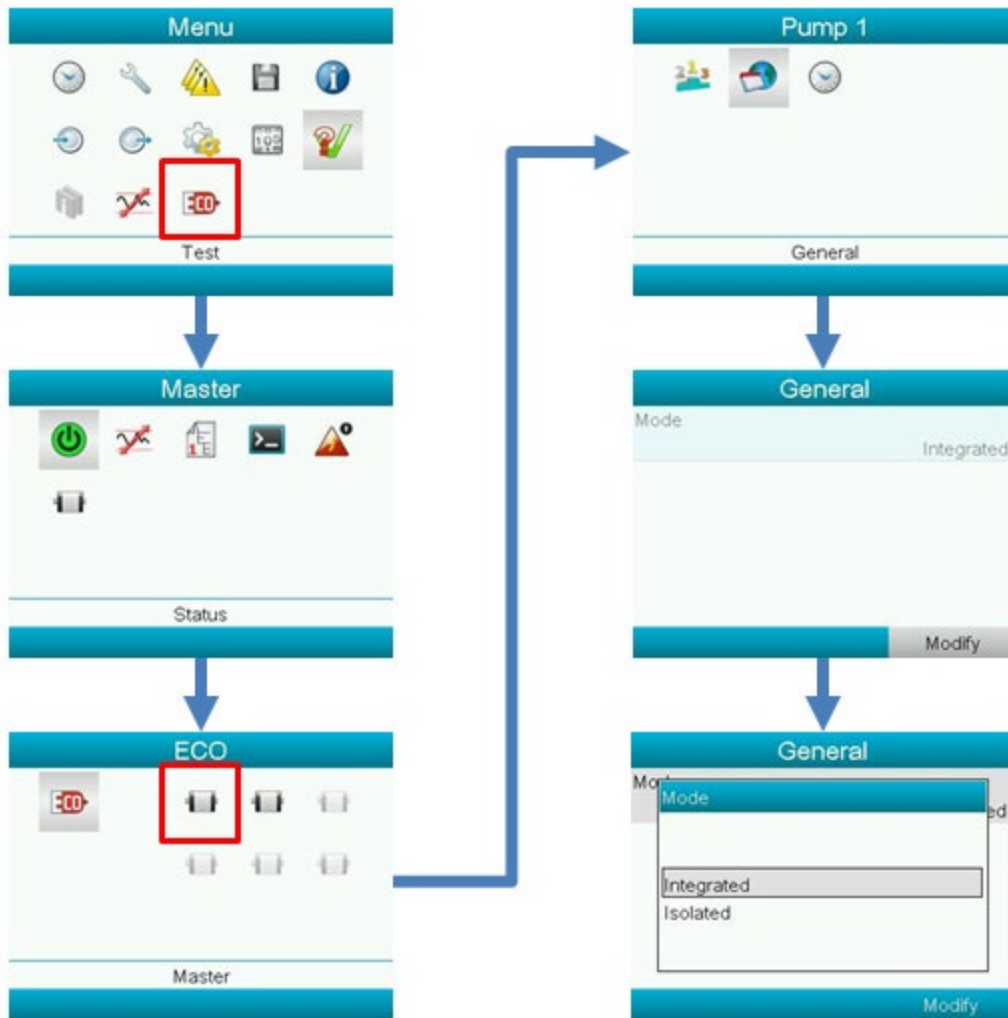 Menu
Test
Master
Status
ECO
Master
Pump 1
General
General
Mode
Integrated
Modify
General
Mode
Integrated
Isolated
Modify